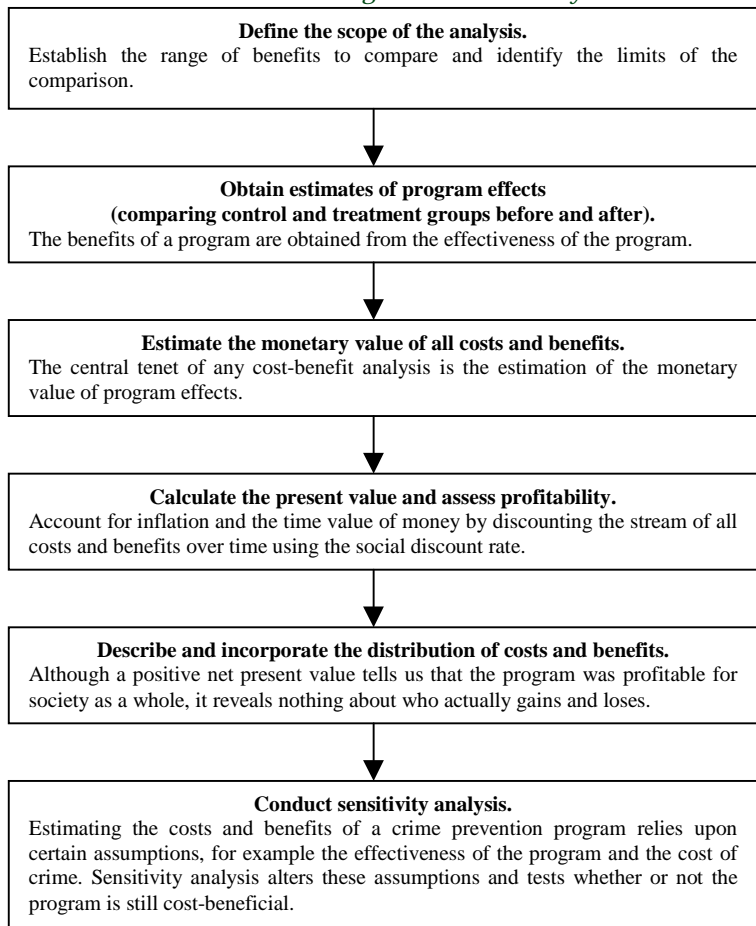 Define the scope of the analysis.
Establish the range of benefits to compare and identify the limits of the
comparison.
Obtain estimates of program effects
(comparing control and treatment groups before and after).
The benefits of a program are obtained from the effectiveness of the program.
Estimate the monetary value of all costs and benefits.
The central tenet of any cost-benefit analysis is the estimation of the monetary
value of program effects.
Calculate the present value and assess profitability.
Account for inflation and the time value of money by discounting the stream of all
costs and benefits over time using the social discount rate.
Describe and incorporate the distribution of costs and benefits.
Although a positive net present value tells us that the program was profitable for
society as a whole, it reveals nothing about who actually gains and loses.
Conduct sensitivity analysis.
Estimating the costs and benefits of a crime prevention program relies upon
certain assumptions, for example the effectiveness of the program and the cost of
crime. Sensitivity analysis alters these assumptions and tests whether or not the
program is still cost-beneficial.